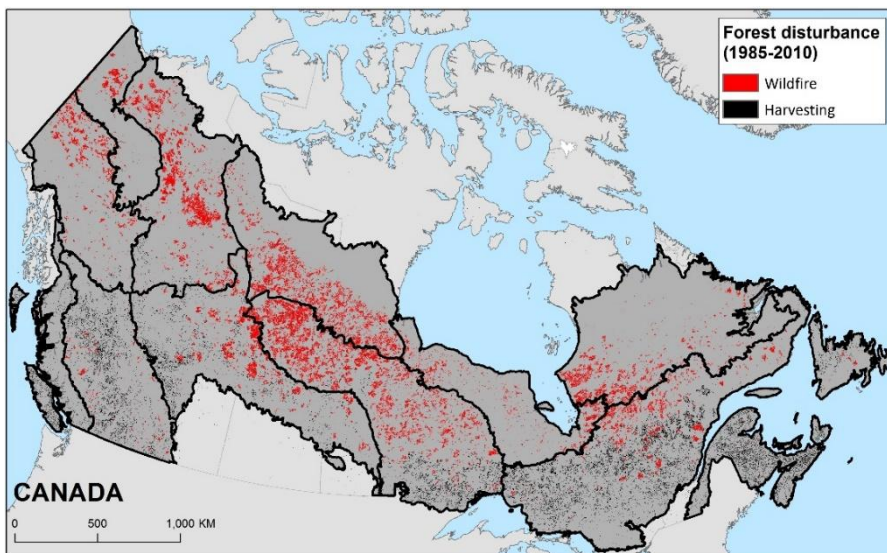 Forest disturbance
(1985-2010)
Wildfire
Harvesting
CANADA
0 500 1,000 KM